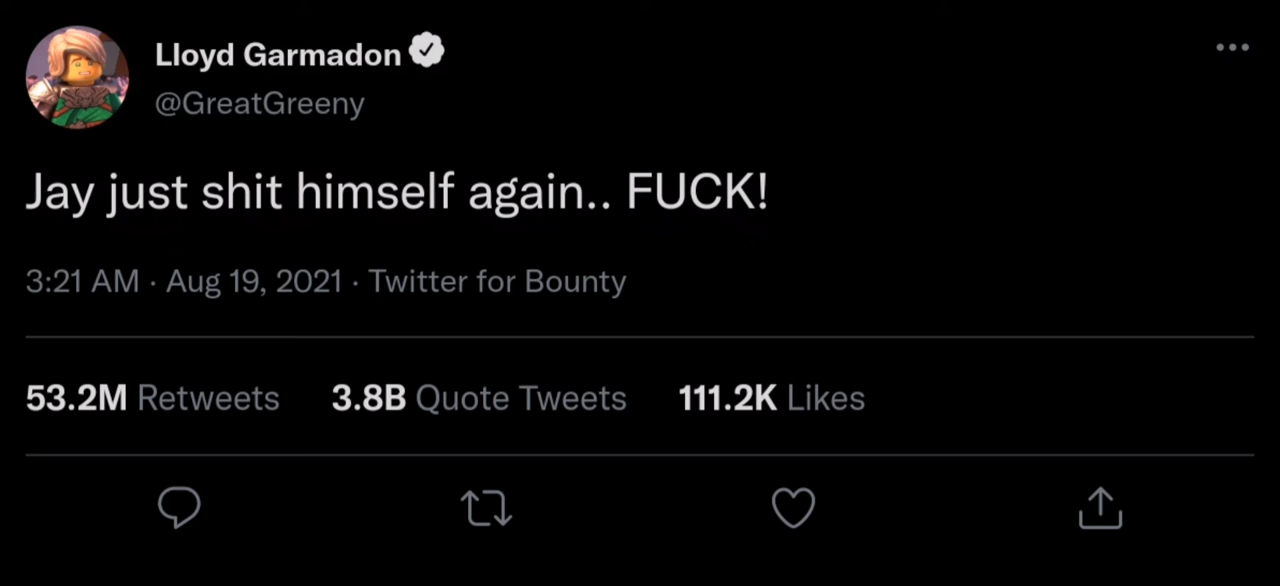 Lloyd Garmadon
@GreatGreeny
Jay just shit himself again.. FUCK!
3:21 AM · Aug 19, 2021 · Twitter for Bounty
53.2M Retweets 3.8B Quote Tweets 111.2K Likes